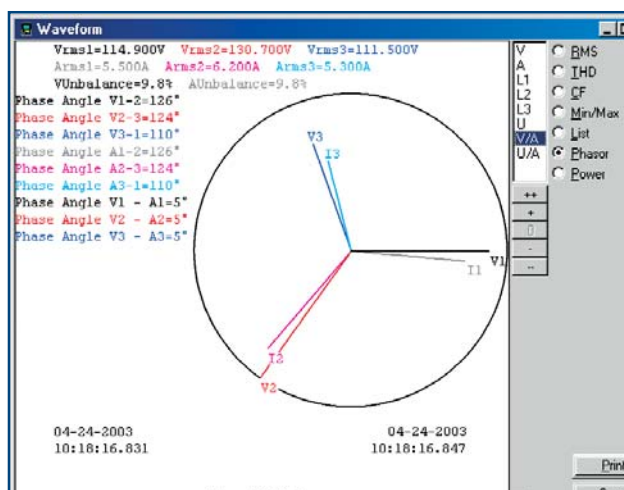 Waveform
Vrms1=114.900V Vrms2=130.700V Vrms3=111.500V
Arms1=5.500A Arms2=6.200A Arms3=5.300A
VUnbalance=9.8% AUnbalance=9.8%
Phase Angle V1-2=126°
Phase Angle V2-3=124°
Phase Angle V3-1=110°
Phase Angle A1-2=126°
Phase Angle A2-3=124°
Phase Angle A3-1=110°
Phase Angle V1 - A1=5°
Phase Angle V2 - A2=5°
Phase Angle V3 - A3=5°
V3
I3
V1
I1
I2
V2
04-24-2003
10:18:16.831
04-24-2003
10:18:16.847
V
A
L1
L2
L3
U
V/A
U/A
++
+
0
-
--
RMS
THD
CF
Min/Max
List
Phasor
Power
Print